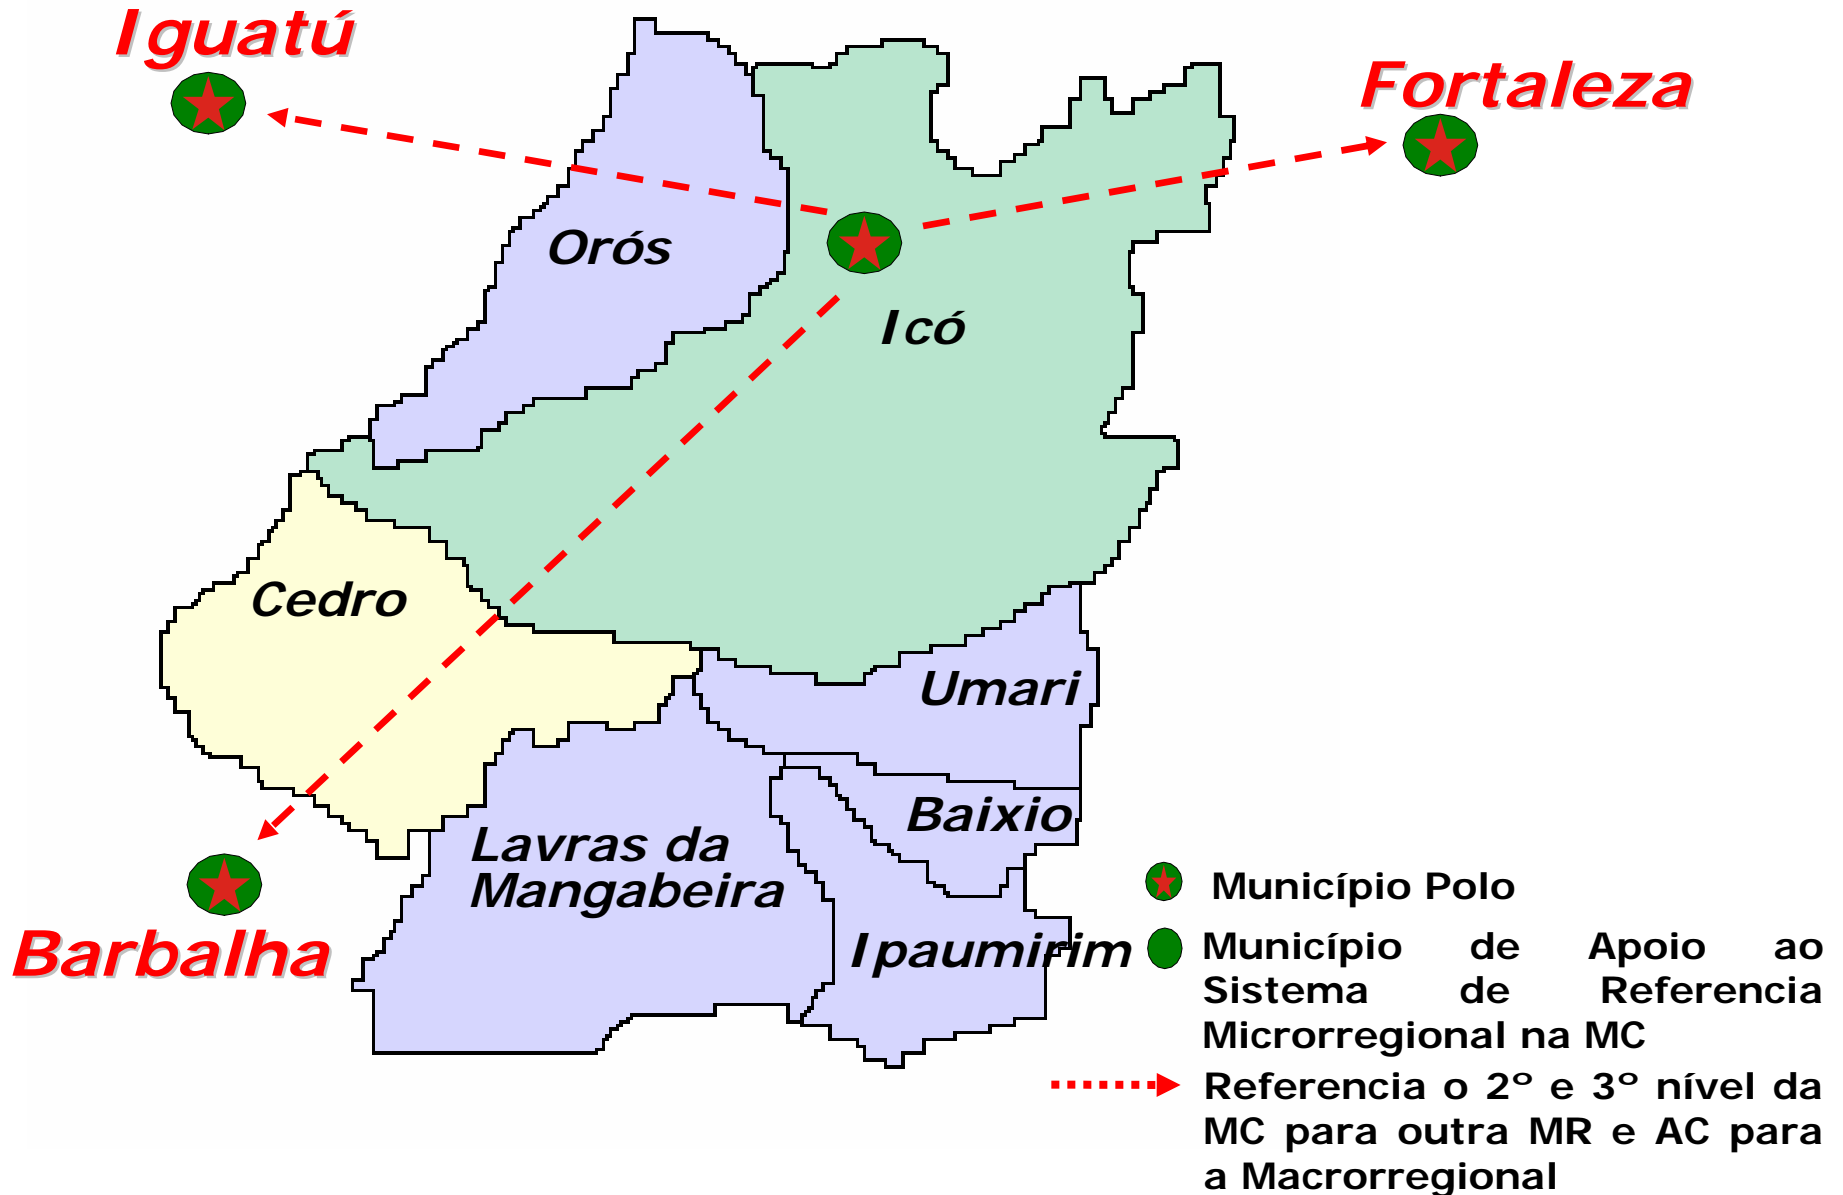 Iguatú
Fortaleza
Orós
Icó
Cedro
Umari
Baixio
Lavras da
Mangabeira
Ipaumirim
Barbalha
Município Polo
Município de Apoio ao
Sistema de Referencia
Microrregional na MC
Referencia o 2º e 3º nível da
MC para outra MR e AC para
a Macrorregional